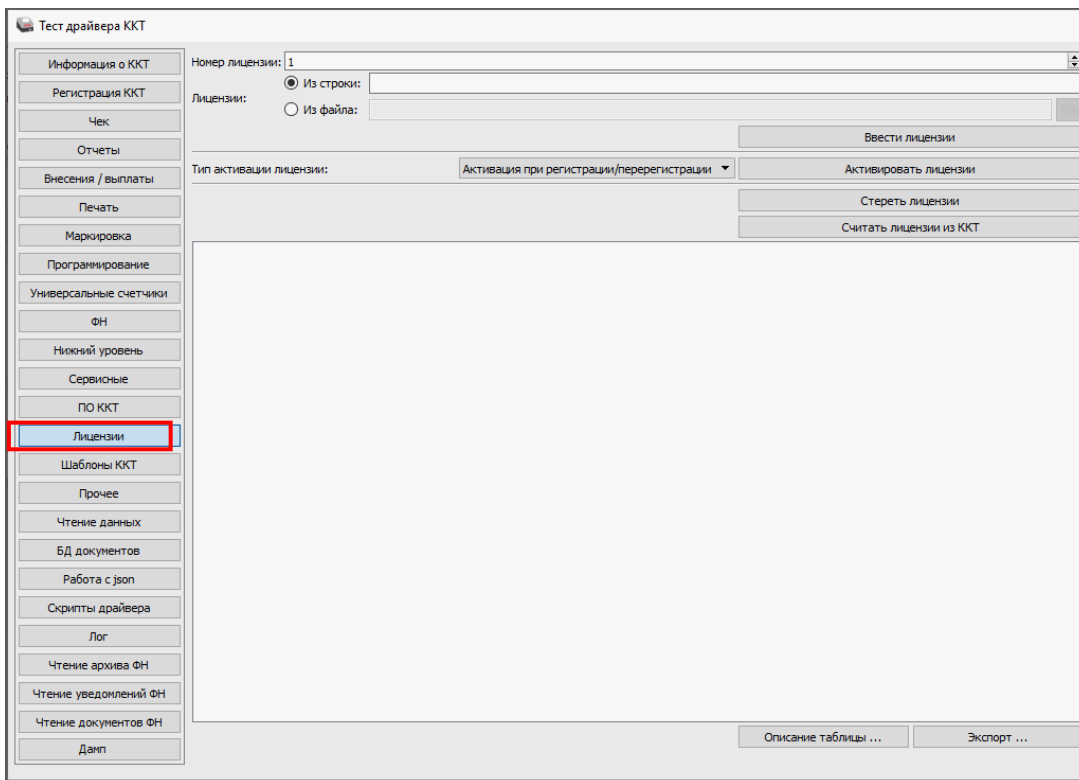 Тест драйвера ККТ
Информация о ККТ
Регистрация ККТ
Чек
Отчеты
Внесения / выплаты
Печать
Маркировка
Программирование
Универсальные счетчики
ФН
Нижний уровень
Сервисные
ПО ККТ
Лицензии
Шаблоны ККТ
Прочее
Чтение данных
БД документов
Работа с json
Скрипты драйвера
Лог
Чтение архива ФН
Чтение уведомлений ФН
Чтение документов ФН
Дамп
Номер лицензии: 1
Лицензии:
Из строки:
Из файла:
Ввести лицензии
Тип активации лицензии: Активация при регистрации/перерегистрации Активировать лицензии
Стереть лицензии
Считать лицензии из ККТ
Описание таблицы ... Экспорт ...